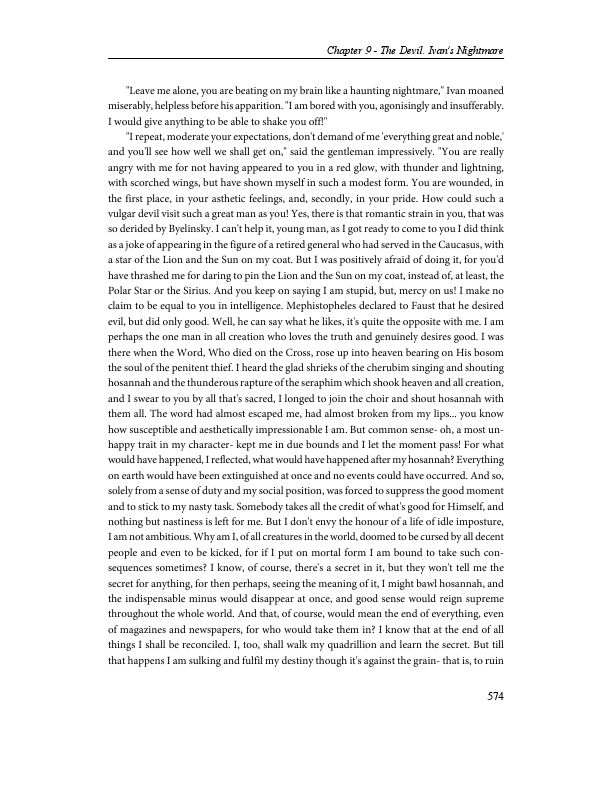 Chapter 9 - The Devil. Ivan's Nightmare
"Leave me alone, you are beating on my brain like a haunting nightmare," Ivan moaned
miserably, helpless before his apparition. "I am bored with you, agonisingly and insufferably.
I would give anything to be able to shake you off!"
"I repeat, moderate your expectations, don't demand of me 'everything great and noble,'
and you'll see how well we shall get on," said the gentleman impressively. "You are really
angry with me for not having appeared to you in a red glow, with thunder and lightning,
with scorched wings, but have shown myself in such a modest form. You are wounded, in
the first place, in your asthetic feelings, and, secondly, in your pride. How could such a
vulgar devil visit such a great man as you! Yes, there is that romantic strain in you, that was
so derided by Byelinsky. I can't help it, young man, as I got ready to come to you I did think
as a joke of appearing in the figure of a retired general who had served in the Caucasus, with
a star of the Lion and the Sun on my coat. But I was positively afraid of doing it, for you'd
have thrashed me for daring to pin the Lion and the Sun on my coat, instead of, at least, the
Polar Star or the Sirius. And you keep on saying I am stupid, but, mercy on us! I make no
claim to be equal to you in intelligence. Mephistopheles declared to Faust that he desired
evil, but did only good. Well, he can say what he likes, it's quite the opposite with me. I am
perhaps the one man in all creation who loves the truth and genuinely desires good. I was
there when the Word, Who died on the Cross, rose up into heaven bearing on His bosom
the soul of the penitent thief. I heard the glad shrieks of the cherubim singing and shouting
hosannah and the thunderous rapture of the seraphim which shook heaven and all creation,
and I swear to you by all that's sacred, I longed to join the choir and shout hosannah with
them all. The word had almost escaped me, had almost broken from my lips... you know
how susceptible and aesthetically impressionable I am. But common sense- oh, a most un-
happy trait in my character- kept me in due bounds and I let the moment pass! For what
would have happened, I reflected, what would have happened after my hosannah? Everything
on earth would have been extinguished at once and no events could have occurred. And so,
solely from a sense of duty and my social position, was forced to suppress the good moment
and to stick to my nasty task. Somebody takes all the credit of what's good for Himself, and
nothing but nastiness is left for me. But I don't envy the honour of a life of idle imposture,
I am not ambitious. Why am I, of all creatures in the world, doomed to be cursed by all decent
people and even to be kicked, for if I put on mortal form I am bound to take such con-
sequences sometimes? I know, of course, there's a secret in it, but they won't tell me the
secret for anything, for then perhaps, seeing the meaning of it, I might bawl hosannah, and
the indispensable minus would disappear at once, and good sense would reign supreme
throughout the whole world. And that, of course, would mean the end of everything, even
of magazines and newspapers, for who would take them in? I know that at the end of all
things I shall be reconciled. I, too, shall walk my quadrillion and learn the secret. But till
that happens I am sulking and fulfil my destiny though it's against the grain- that is, to ruin
574